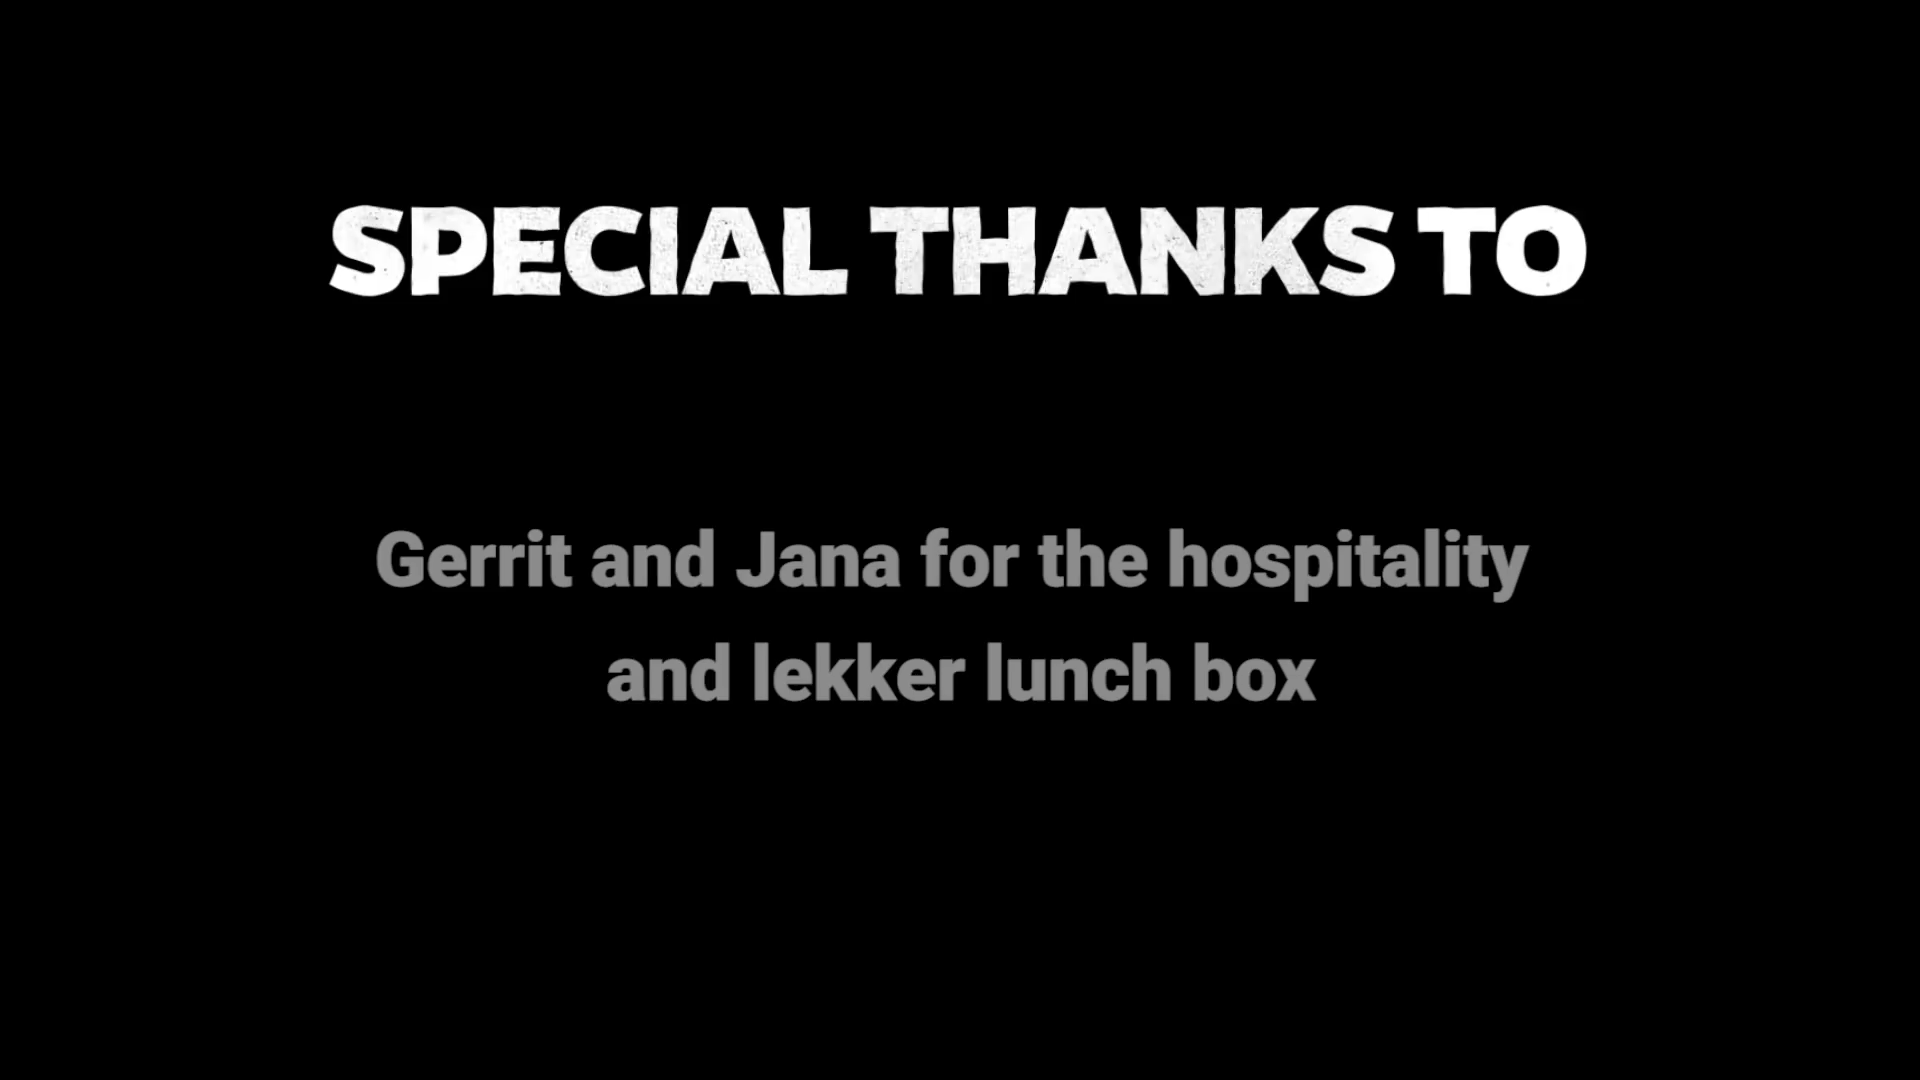 SPECIAL THANKS TO
Gerrit and Jana for the hospitality
and lekker lunch box